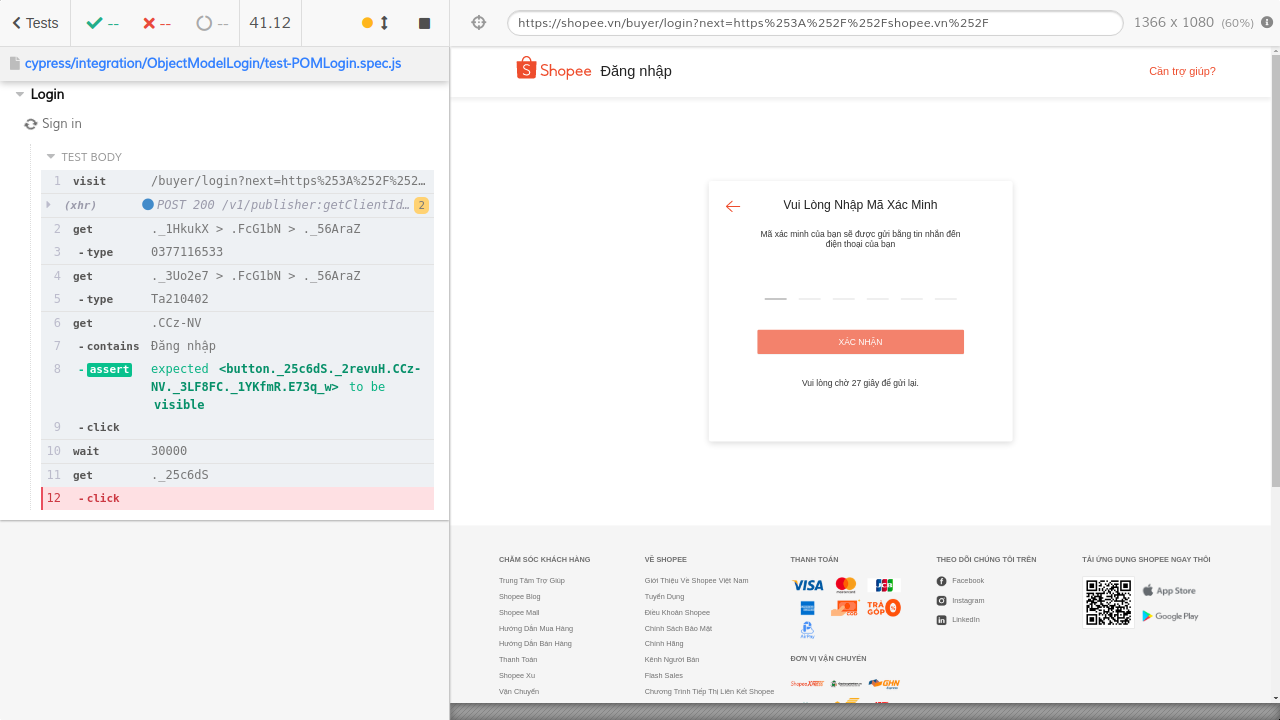 Tests
--
--
--
41.12
https://shopee.vn/buyer/login?next=https%253A%252F%252Fshopee.vn%252F
1366 x 1080 (60%)
cypress/integration/ObjectModelLogin/test-POMLogin.spec.js
Login
Sign in
TEST BODY
1 visit /buyer/login?next=https%253A%252F%252...
(xhr) POST 200 /v1/publisher:getClientId... 2
2 get ._1HkukX > .FcG1bN > ._56AraZ
3 -type 0377116533
4 get ._3Uo2e7 > .FcG1bN > ._56AraZ
5 -type Ta210402
6 get .CCz-NV
7 -contains Đăng nhập
8 -assert expected <button._25c6dS._2revuH.CCz-
NV._3LF8FC._1YKfmR.E73q_w> to be
visible
9 -click
10 wait 30000
11 get ._25c6dS
12 -click
Shopee Đăng nhập
Cần trợ giúp?
Vui Lòng Nhập Mã Xác Minh
Mã xác minh của bạn sẽ được gửi bằng tin nhắn đến
điện thoại của bạn
XÁC NHẬN
Vui lòng chờ 27 giây để gửi lại.
CHĂM SÓC KHÁCH HÀNG
Trung Tâm Trợ Giúp
Shopee Blog
Shopee Mall
Hướng Dẫn Mua Hàng
Hướng Dẫn Bán Hàng
Thanh Toán
Shopee Xu
Vận Chuyển
VỀ SHOPEE
Giới Thiệu Về Shopee Việt Nam
Tuyển Dụng
Điều Khoản Shopee
Chính Sách Bảo Mật
Chính Hãng
Kênh Người Bán
Flash Sales
Chương Trình Tiếp Thị Liên Kết Shopee
THANH TOÁN
VISA
mastercard
JCB
COD
TRẢ GÓP 0%
AirPay
ĐƠN VỊ VẬN CHUYỂN
Shopee XPRESS
GHN
Express
THEO DÕI CHÚNG TÔI TRÊN
Facebook
Instagram
LinkedIn
TẢI ỨNG DỤNG SHOPEE NGAY THÔI
App Store
Google Play